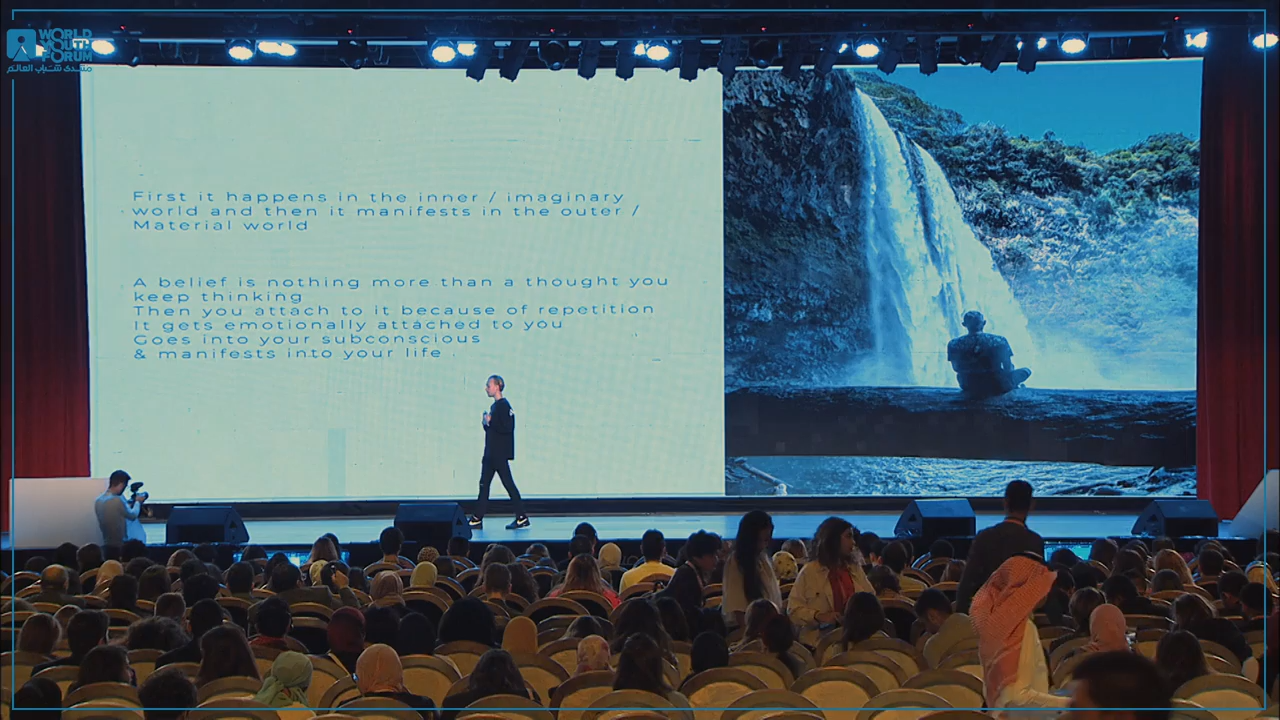 WORLD
YOUTH
FORUM
منتدى شباب العالم
First it happens in the inner / imaginary
world and then it manifests in the outer /
Material world
A belief is nothing more than a thought you
keep thinking
Then you attach to it because of repetition
It gets emotionally attached to you
Goes into your subconscious
& manifests into your life .